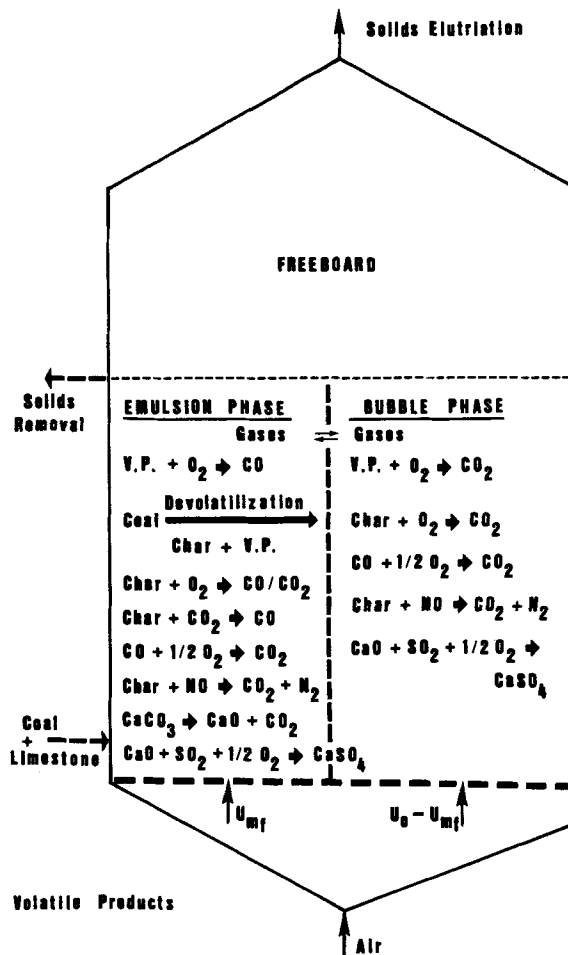 Solids Elutriation
FREEBOARD
Solids
Removal
EMULSION PHASE
BUBBLE PHASE
Gases ⇌ Gases
V.P. + O₂ → CO
Devolatilization
Coal
Char + V.P.
Char + O₂ → CO/CO₂
Char + CO₂ → CO
CO + 1/2 O₂ → CO₂
Char + NO → CO₂ + N₂
CaCO₃ → CaO + CO₂
CaO + SO₂ + 1/2 O₂ → CaSO₄
V.P. + O₂ → CO₂
Char + O₂ → CO₂
CO + 1/2 O₂ → CO₂
Char + NO → CO₂ + N₂
CaO + SO₂ + 1/2 O₂ →
CaSO₄
Coal
+
Limestone
Umf
U₀ − Umf
Volatile Products
Air